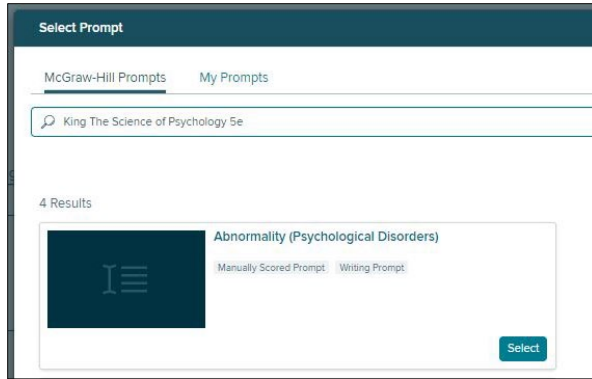 Select Prompt
McGraw-Hill Prompts My Prompts
King The Science of Psychology 5e
4 Results
Abnormality (Psychological Disorders)
Manually Scored Prompt Writing Prompt
Select